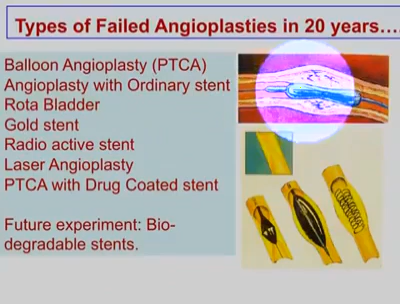 Types of Failed Angioplasties in 20 years....
Balloon Angioplasty (PTCA)
Angioplasty with Ordinary stent
Rota Bladder
Gold stent
Radio active stent
Laser Angioplasty
PTCA with Drug Coated stent
Future experiment: Bio-
degradable stents.